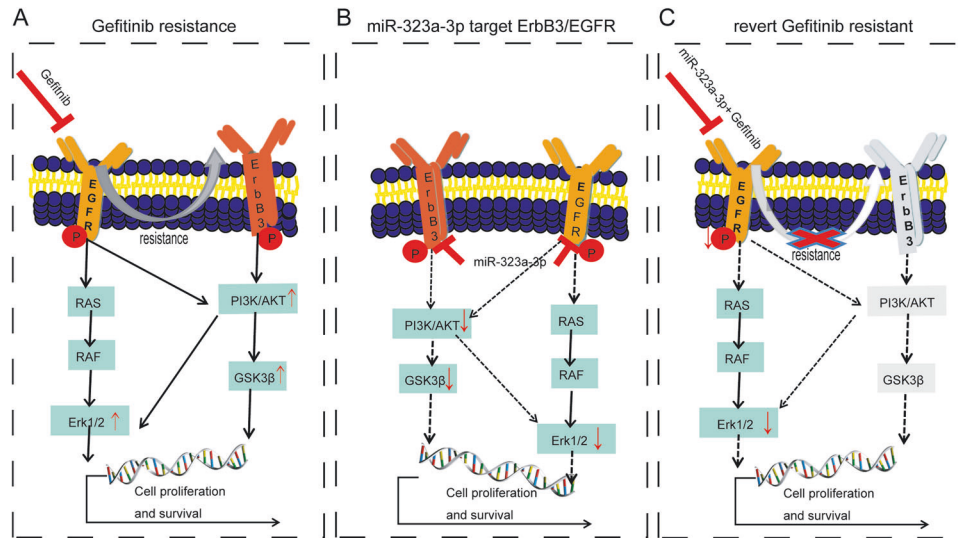 A
Gefitinib resistance
Gefitnib
EGFR
ErbB3
P
P
resistance
RAS
PI3K/AKT
RAF
GSK3β
Erk1/2
Cell proliferation
and survival
B
miR-323a-3p target ErbB3/EGFR
ErbB3
EGFR
P
P
miR-323a-3p
PI3K/AKT
RAS
GSK3β
RAF
Erk1/2
Cell proliferation
and survival
C
revert Gefitinib resistant
miR-323a-3p+ Gefitnib
EGFR
ErbB3
P
resistance
RAS
PI3K/AKT
RAF
GSK3β
Erk1/2
Cell proliferation
and survival